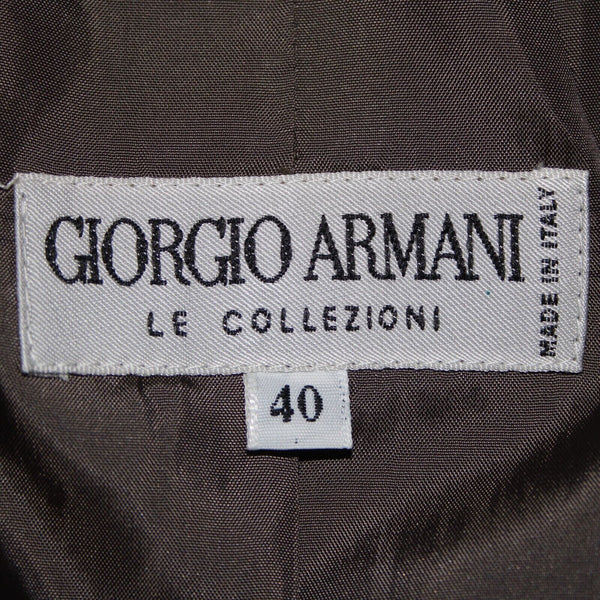 GIORGIO ARMANI
LE COLLEZIONI
MADE IN ITALY
40